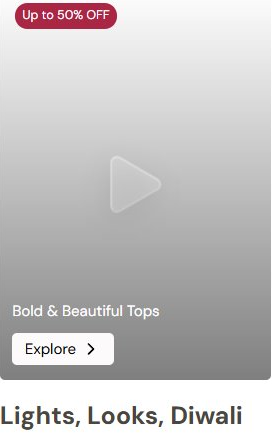 Up to 50% OFF
Bold & Beautiful Tops
Explore
Lights, Looks, Diwali